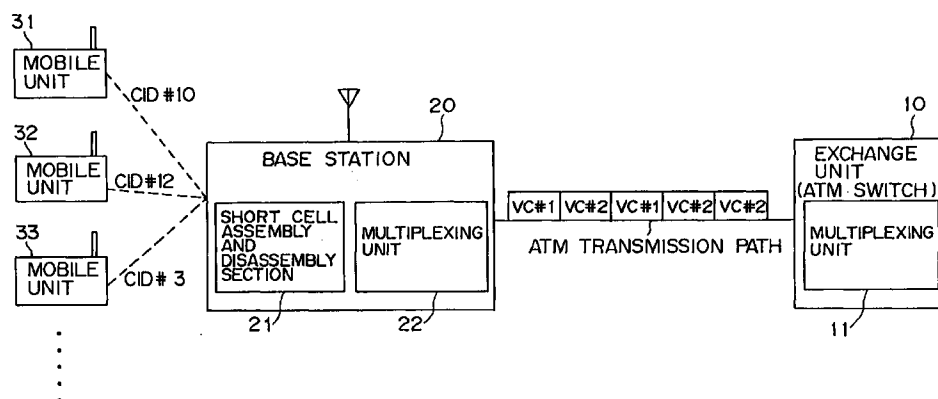 31
MOBILE
UNIT
CID #10
32
MOBILE
UNIT
CID #12
33
MOBILE
UNIT
CID # 3
20
BASE STATION
SHORT CELL
ASSEMBLY
AND
DISASSEMBLY
SECTION
21
MULTIPLEXING
UNIT
22
VC#1 VC#2 VC#1 VC#2 VC#2
ATM TRANSMISSION PATH
10
EXCHANGE
UNIT
(ATM SWITCH)
MULTIPLEXING
UNIT
11